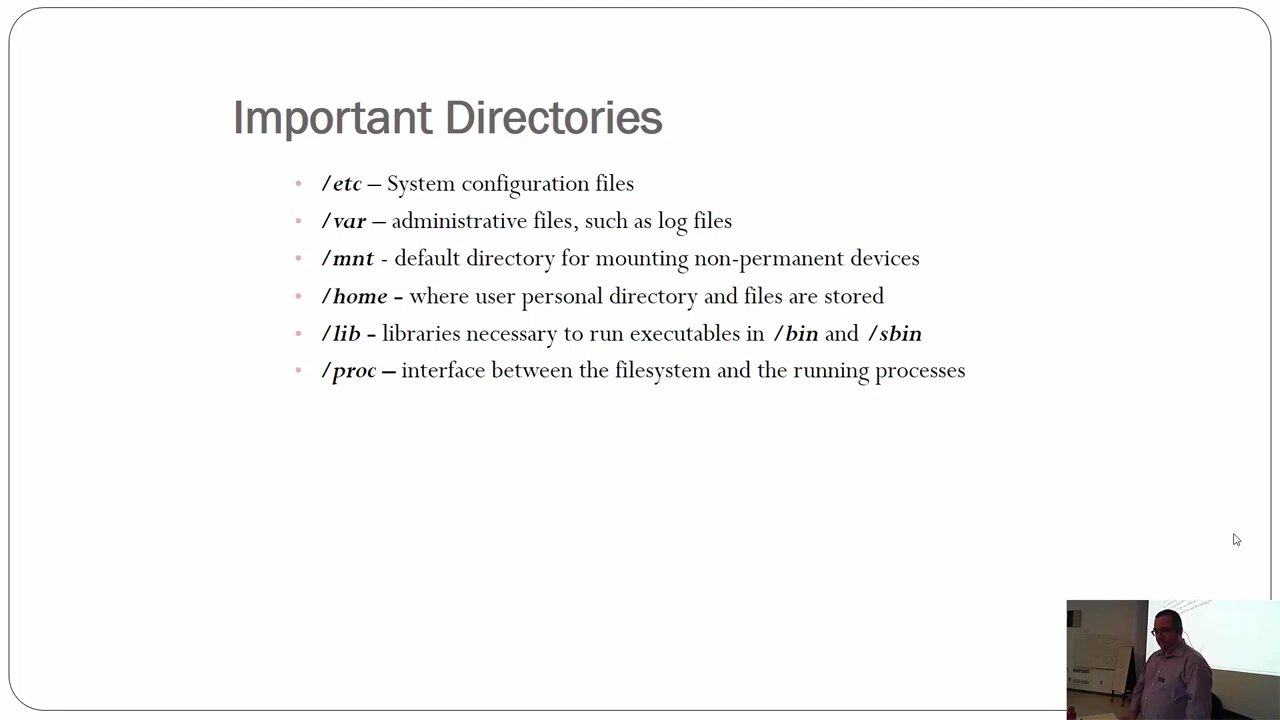 Important Directories
• /etc – System configuration files
• /var – administrative files, such as log files
• /mnt - default directory for mounting non-permanent devices
• /home - where user personal directory and files are stored
• /lib - libraries necessary to run executables in /bin and /sbin
• /proc – interface between the filesystem and the running processes